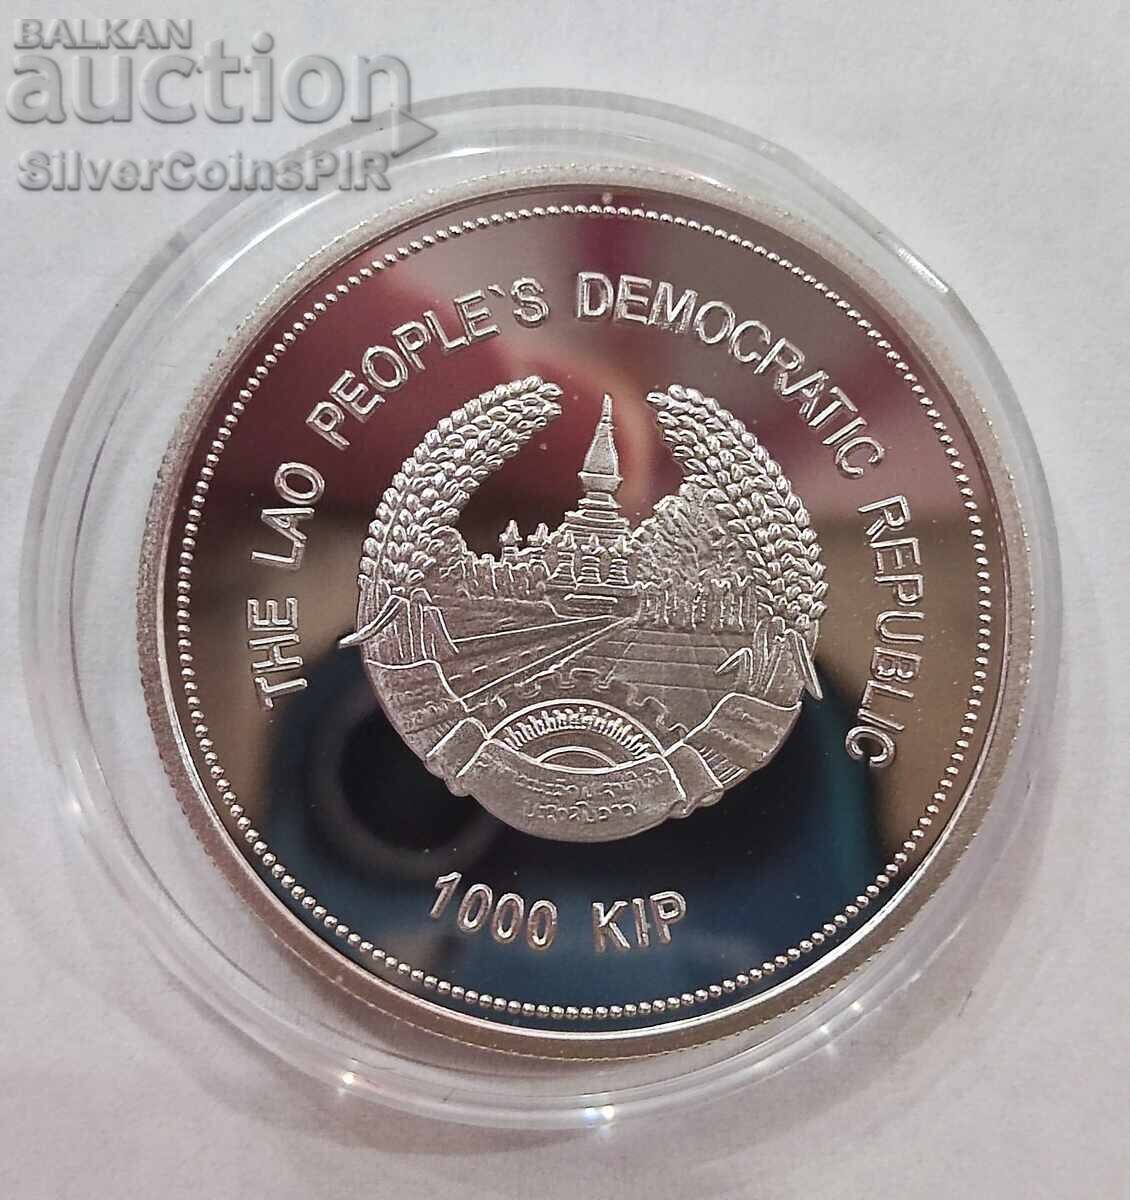 BALKAN
auction
SilverCoinsPIR
THE LAO PEOPLE`S DEMOCRATIC REPUBLIC
1000 KIP